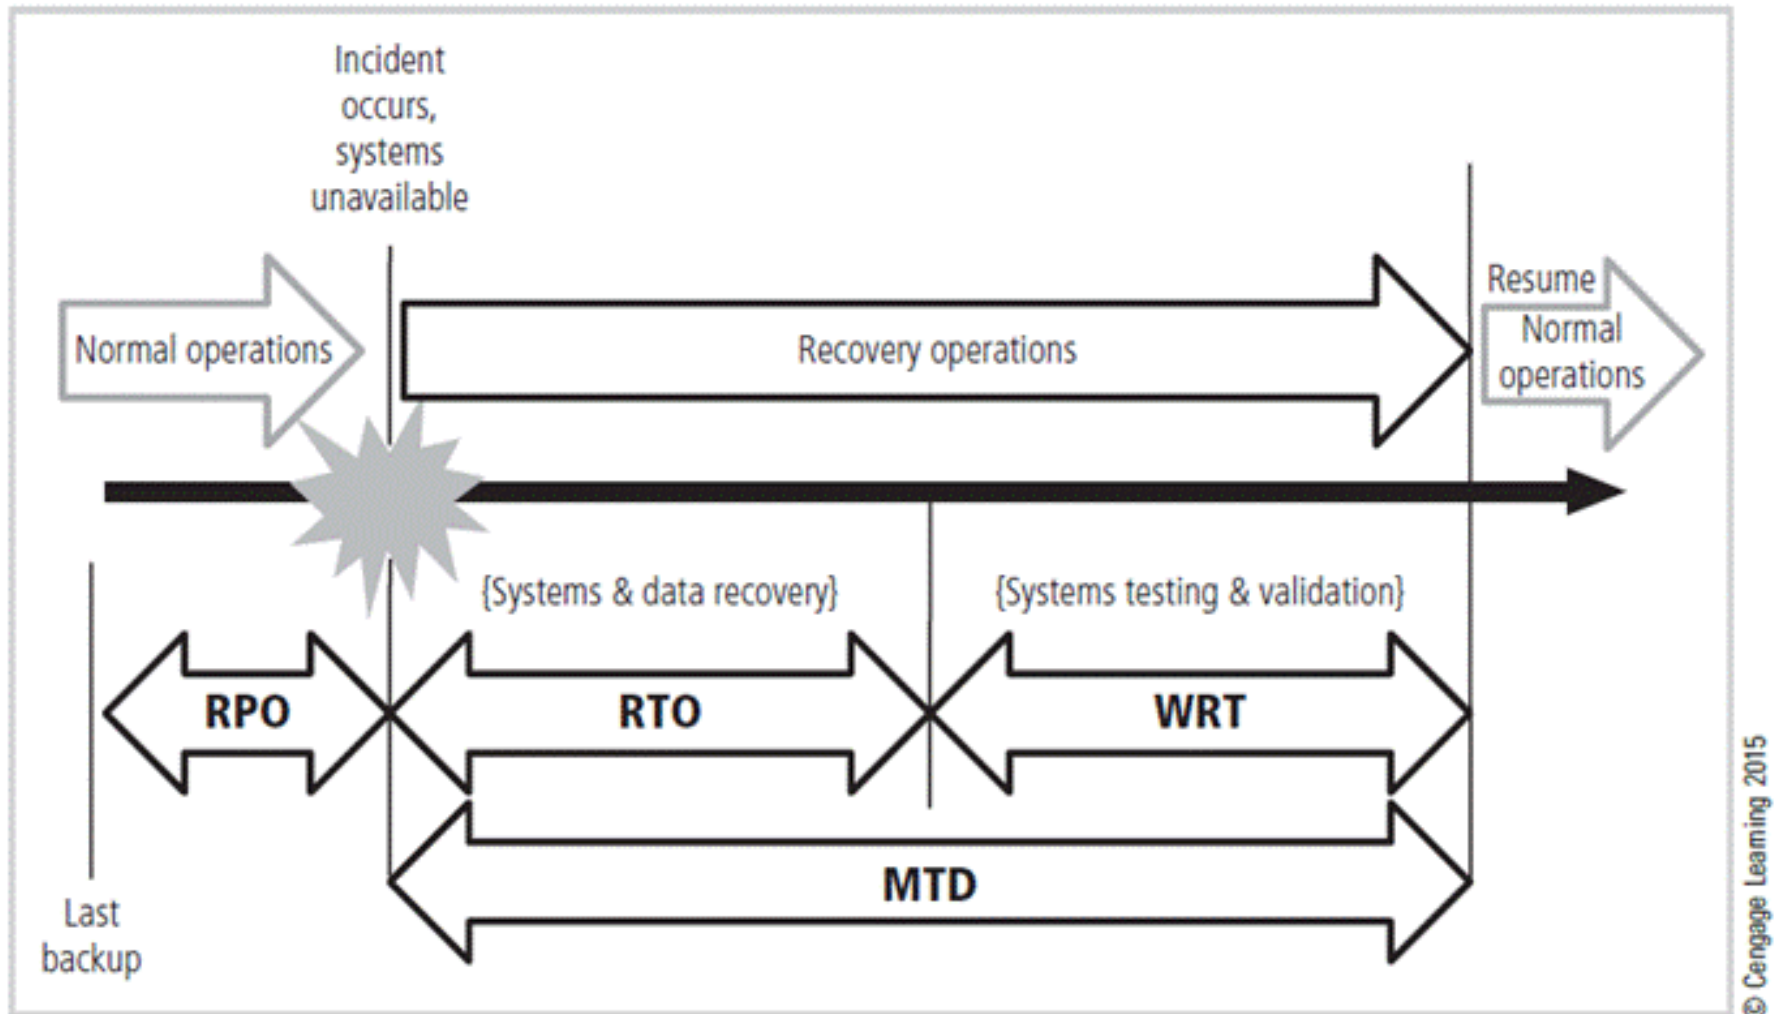 Incident
occurs,
systems
unavailable
Normal operations
Recovery operations
Resume
Normal
operations
{Systems & data recovery}
{Systems testing & validation}
RPO
RTO
WRT
MTD
Last
backup
© Cengage Learning 2015